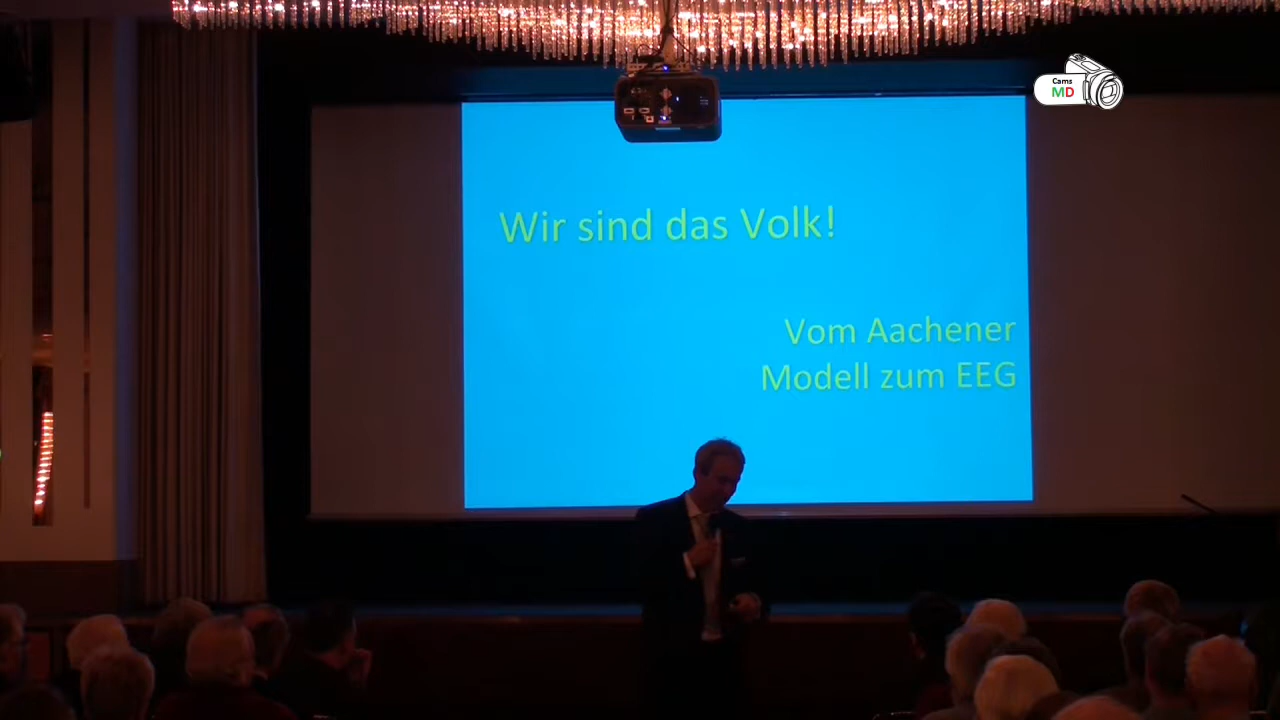 Cams
MD
Wir sind das Volk!
Vom Aachener
Modell zum EEG